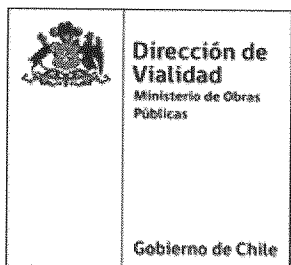 Dirección de
Vialidad
Ministerio de Obras
Públicas
Gobierno de Chile